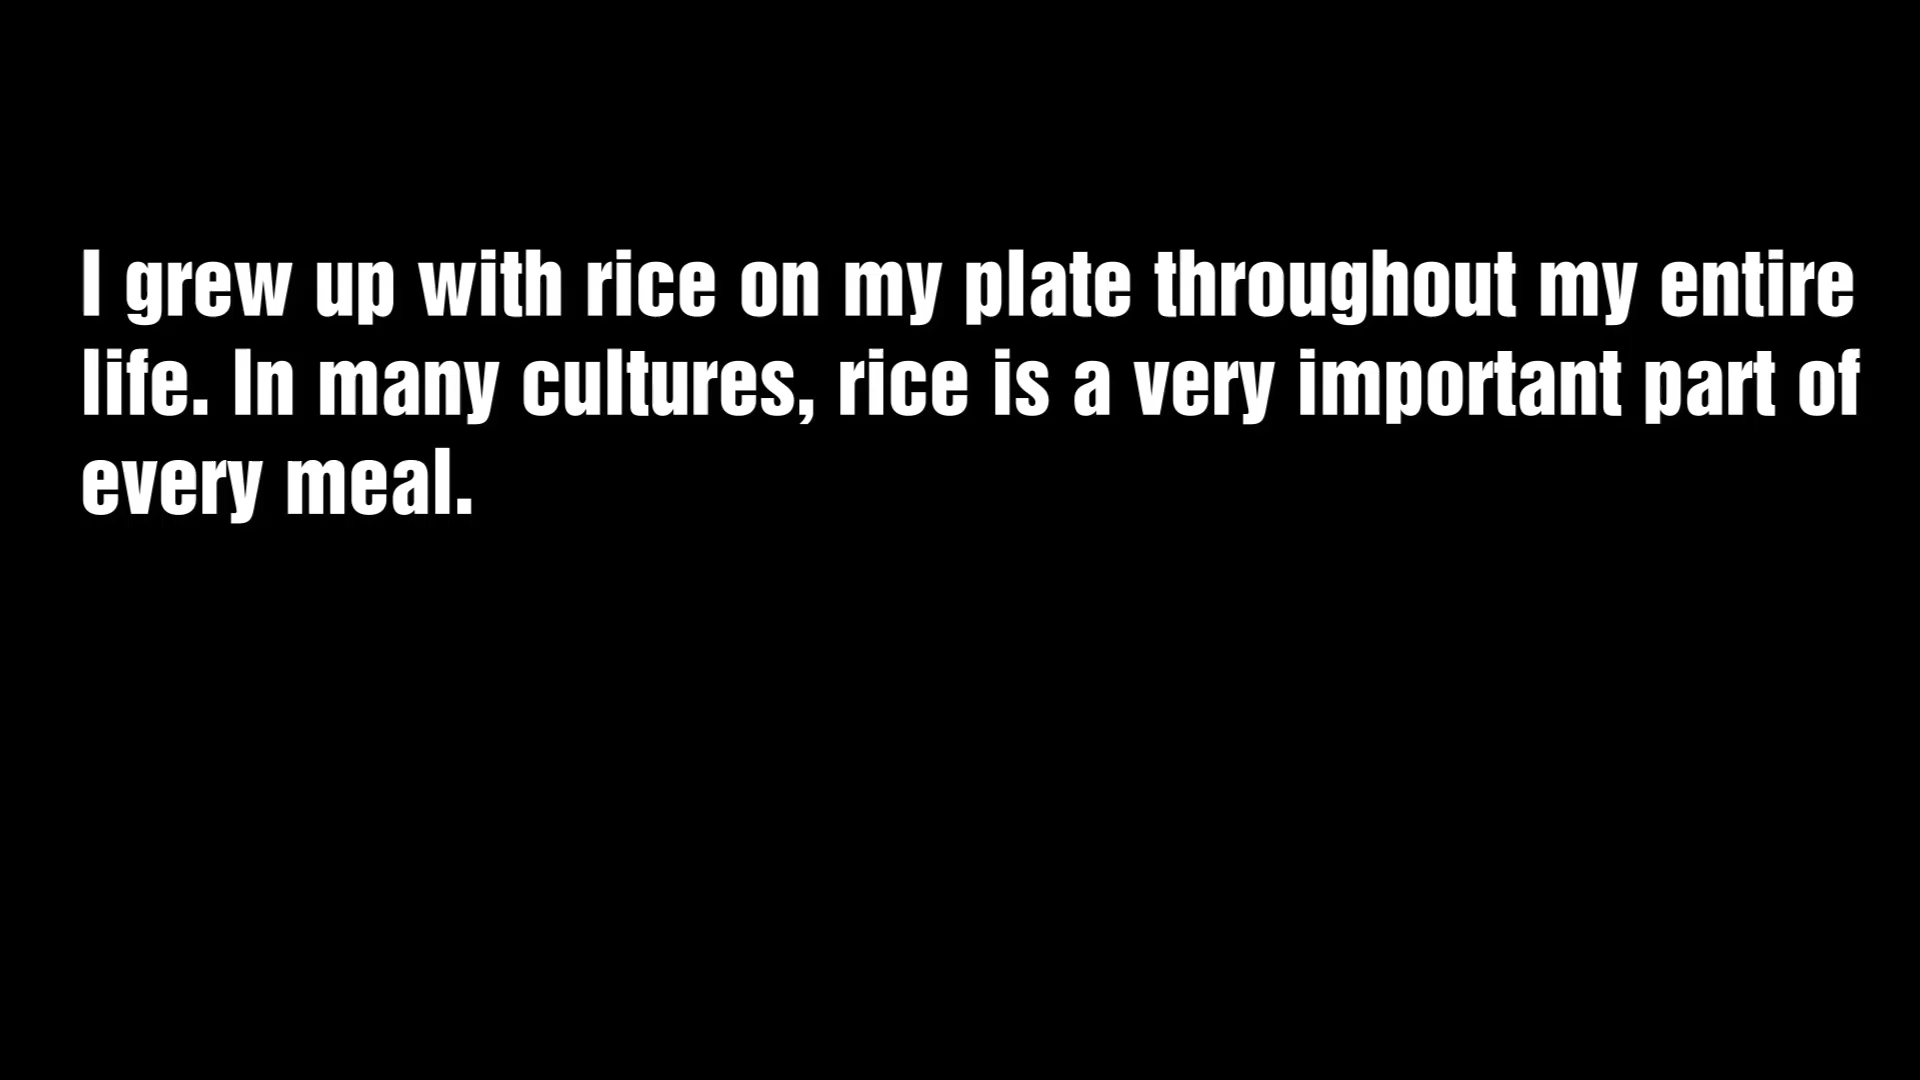 I grew up with rice on my plate throughout my entire
life. In many cultures, rice is a very important part of
every meal.